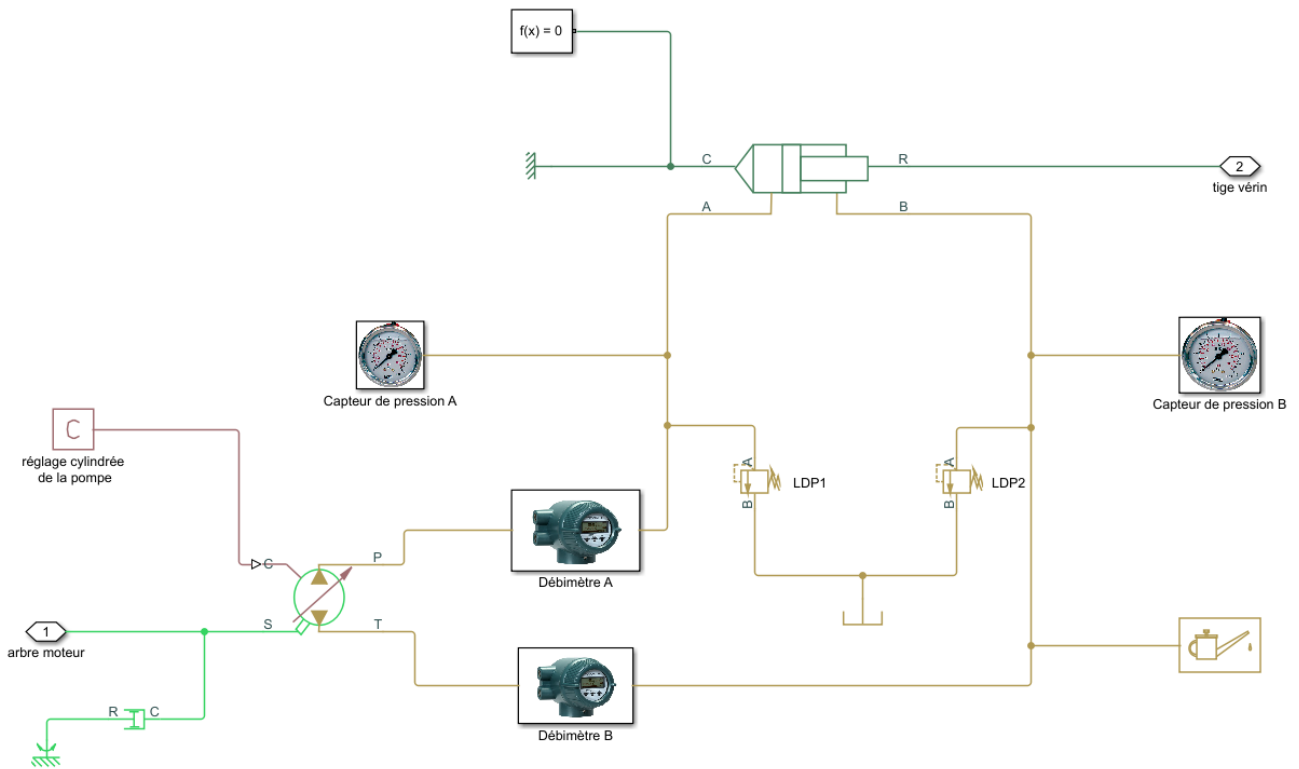 f(x) = 0
C
R
2
tige vérin
A
B
Capteur de pression A
Capteur de pression B
C
réglage cylindrée
de la pompe
A
B
LDP1
A
B
LDP2
C
P
Débimètre A
S
T
1
arbre moteur
R
C
Débimètre B